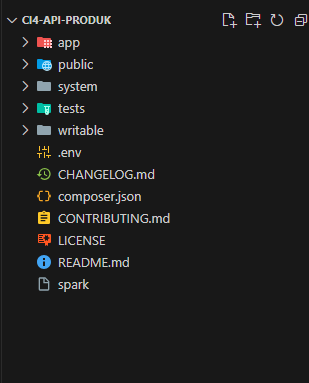 CI4-API-PRODUK
app
public
system
tests
writable
.env
CHANGELOG.md
composer.json
CONTRIBUTING.md
LICENSE
README.md
spark